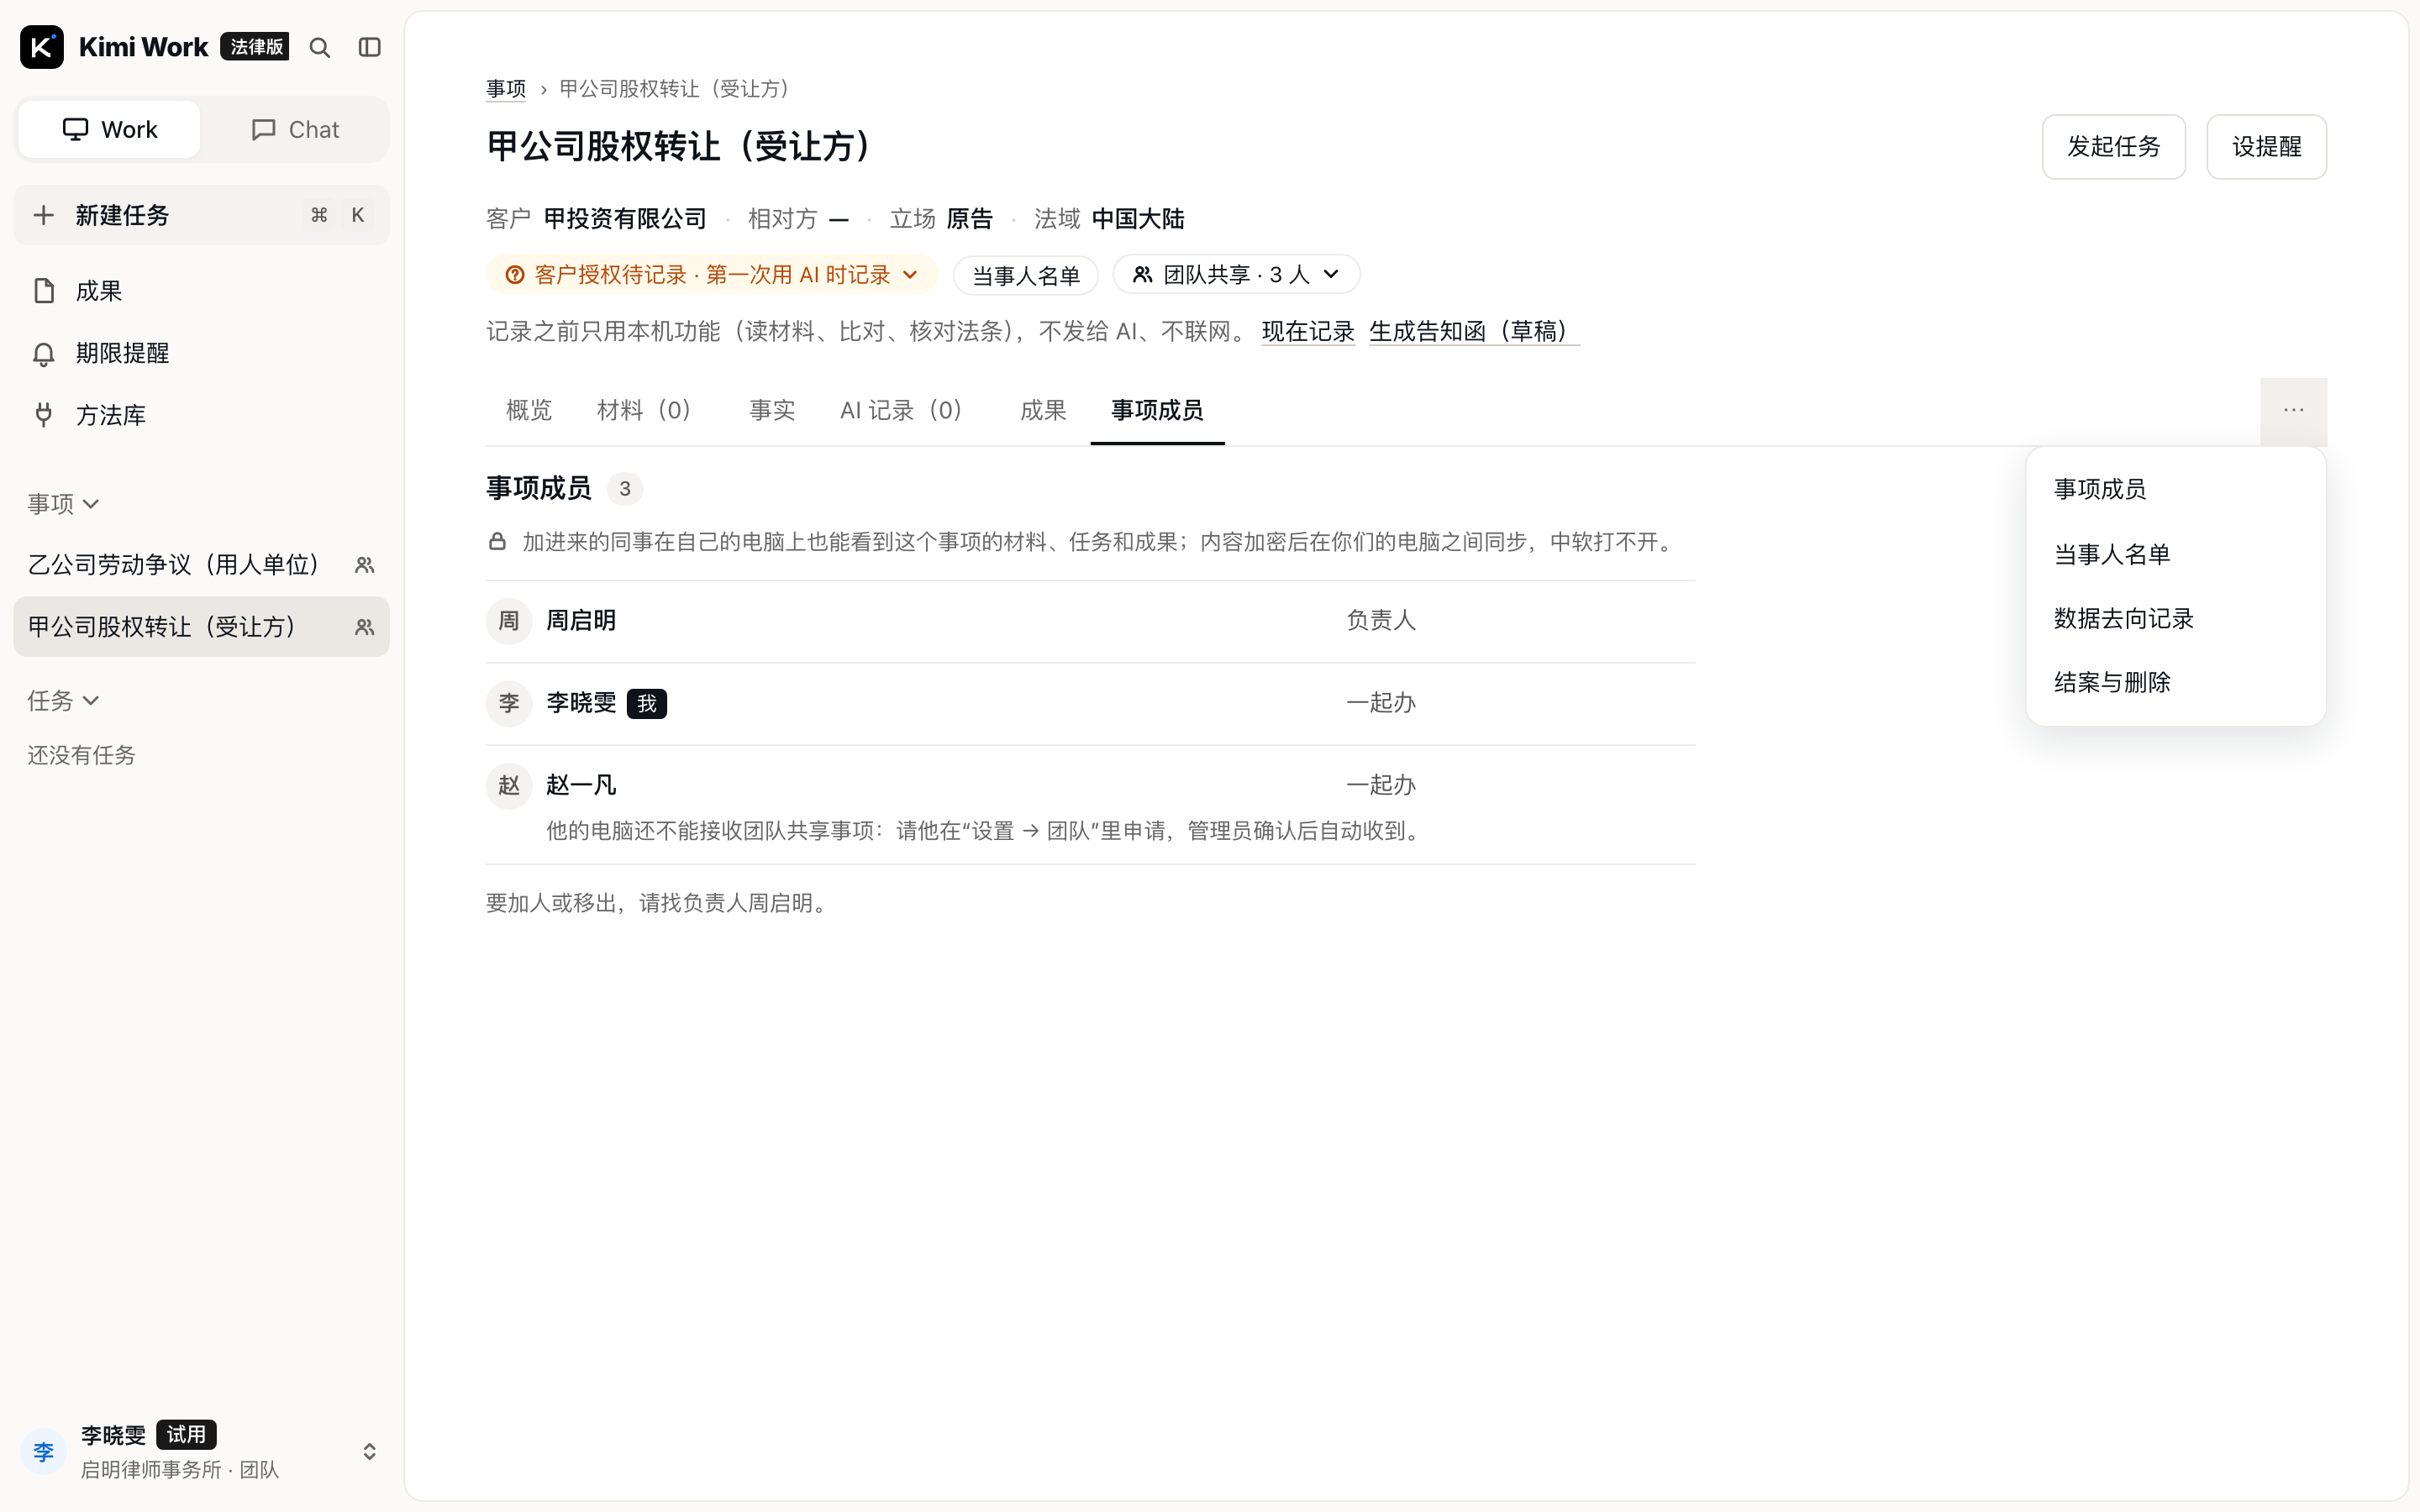 Kimi Work 法律版
Work
Chat
新建任务 ⌘ K
成果
期限提醒
方法库
事项
乙公司劳动争议（用人单位）
甲公司股权转让（受让方）
任务
还没有任务
李 李晓雯 试用
启明律师事务所 · 团队
事项 › 甲公司股权转让（受让方）
甲公司股权转让（受让方）
发起任务 设提醒
客户 甲投资有限公司 · 相对方 — · 立场 原告 · 法域 中国大陆
客户授权待记录 · 第一次用 AI 时记录 当事人名单 团队共享 · 3 人
记录之前只用本机功能（读材料、比对、核对法条），不发给 AI、不联网。 现在记录 生成告知函（草稿）
概览 材料（0） 事实 AI 记录（0） 成果 事项成员 ···
事项成员
当事人名单
数据去向记录
结案与删除
事项成员 3
加进来的同事在自己的电脑上也能看到这个事项的材料、任务和成果；内容加密后在你们的电脑之间同步，中软打不开。
周 周启明 负责人
李 李晓雯 我 一起办
赵 赵一凡 一起办
他的电脑还不能接收团队共享事项：请他在“设置 → 团队”里申请，管理员确认后自动收到。
要加人或移出，请找负责人周启明。